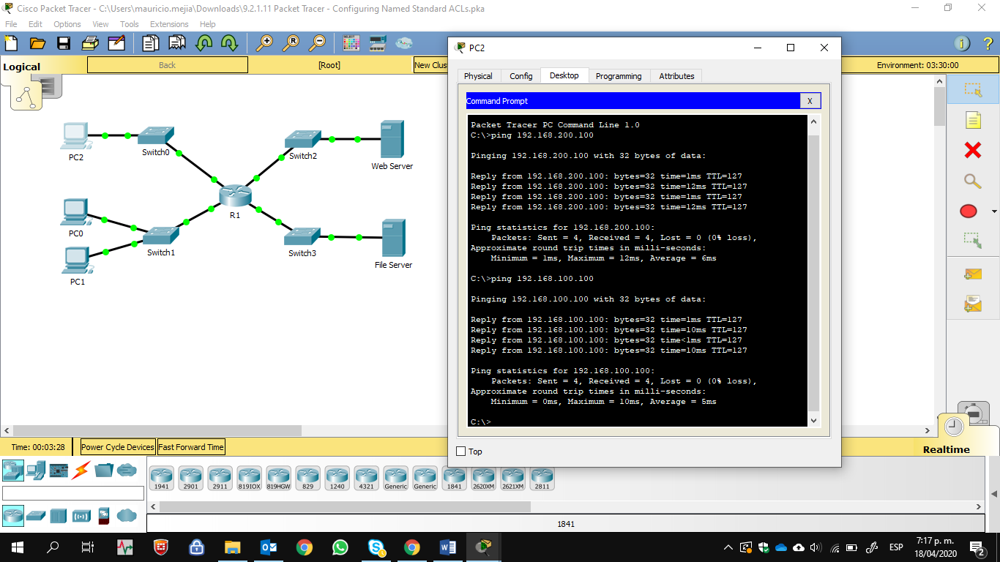 Cisco Packet Tracer - C:\Users\mauricio.mejia\Downloads\9.2.1.11 Packet Tracer - Configuring Named Standard ACLs.pka
File Edit Options View Tools Extensions Help
Logical
Back
[Root]
New Clus
Environment: 03:30:00
PC2
Switch0
Switch2
Web Server
R1
PC0
Switch1
PC1
Switch3
File Server
PC2
Physical Config Desktop Programming Attributes
Command Prompt
X
Packet Tracer PC Command Line 1.0
C:\>ping 192.168.200.100
Pinging 192.168.200.100 with 32 bytes of data:
Reply from 192.168.200.100: bytes=32 time=1ms TTL=127
Reply from 192.168.200.100: bytes=32 time=12ms TTL=127
Reply from 192.168.200.100: bytes=32 time=1ms TTL=127
Reply from 192.168.200.100: bytes=32 time=12ms TTL=127
Ping statistics for 192.168.200.100:
Packets: Sent = 4, Received = 4, Lost = 0 (0% loss),
Approximate round trip times in milli-seconds:
Minimum = 1ms, Maximum = 12ms, Average = 6ms
C:\>ping 192.168.100.100
Pinging 192.168.100.100 with 32 bytes of data:
Reply from 192.168.100.100: bytes=32 time=1ms TTL=127
Reply from 192.168.100.100: bytes=32 time=10ms TTL=127
Reply from 192.168.100.100: bytes=32 time<1ms TTL=127
Reply from 192.168.100.100: bytes=32 time=10ms TTL=127
Ping statistics for 192.168.100.100:
Packets: Sent = 4, Received = 4, Lost = 0 (0% loss),
Approximate round trip times in milli-seconds:
Minimum = 0ms, Maximum = 10ms, Average = 5ms
C:\>
Top
Time: 00:03:28
Power Cycle Devices
Fast Forward Time
Realtime
1941 2901 2911 819IOX 819HGW 829 1240 4321 Generic Generic 1841 2620XM 2621XM 2811
1841
ESP
7:17 p. m.
18/04/2020
2